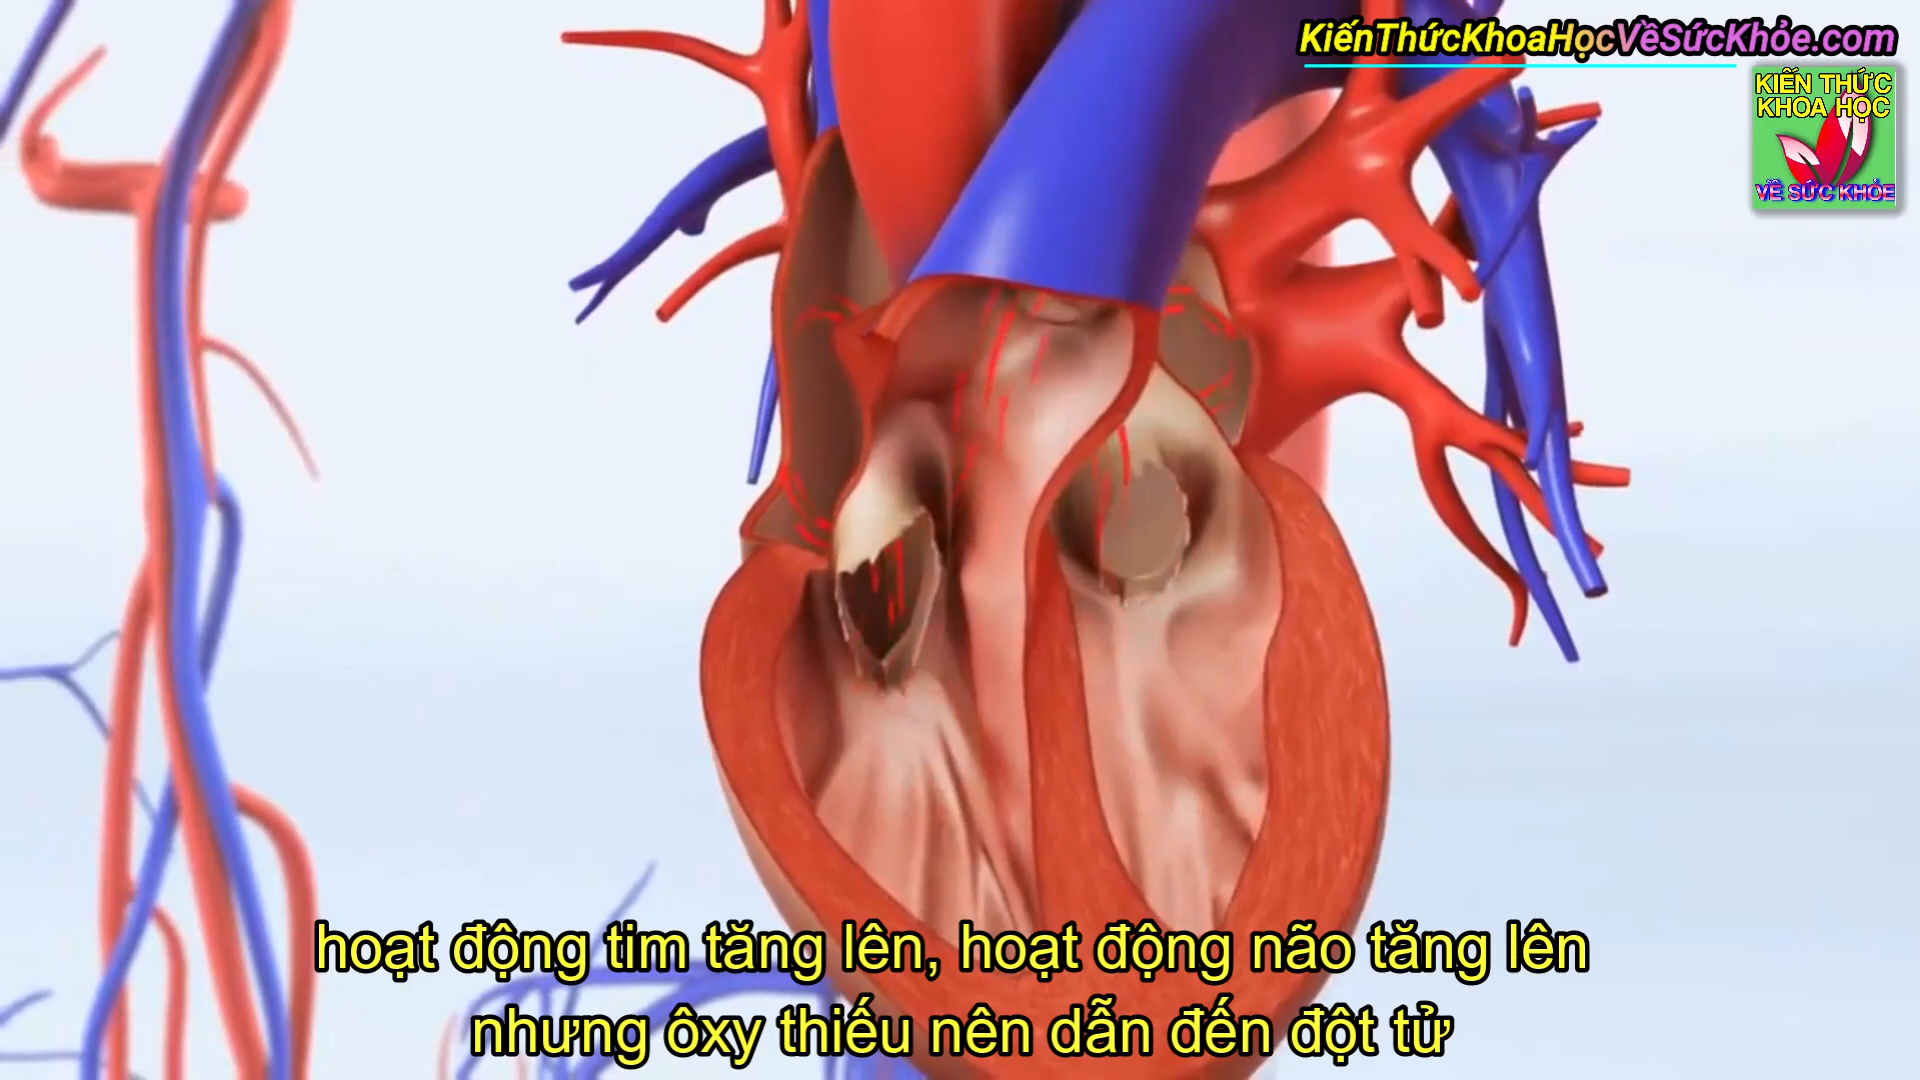 KiếnThứcKhoaHọcVềSứcKhỏe.com
KIẾN THỨC
KHOA HỌC
VỀ SỨC KHỎE
hoạt động tim tăng lên, hoạt động não tăng lên
nhưng ôxy thiếu nên dẫn đến đột tử